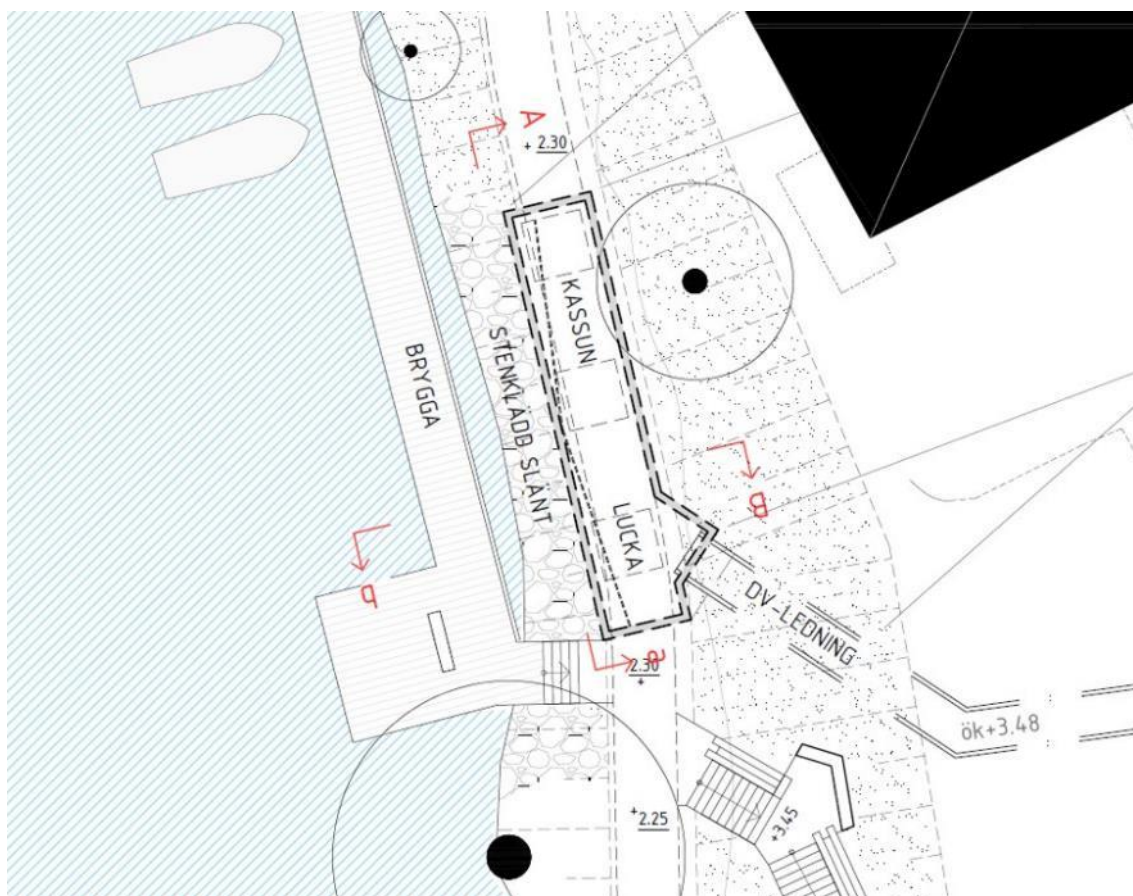 A
+ 2.30
KASSUN
BRYGGA
STENKLÄDD SLÄNT
B
LUCKA
b
DV-LEDNING
a
2.30
+
ök+3.48
+2.25
+3.45